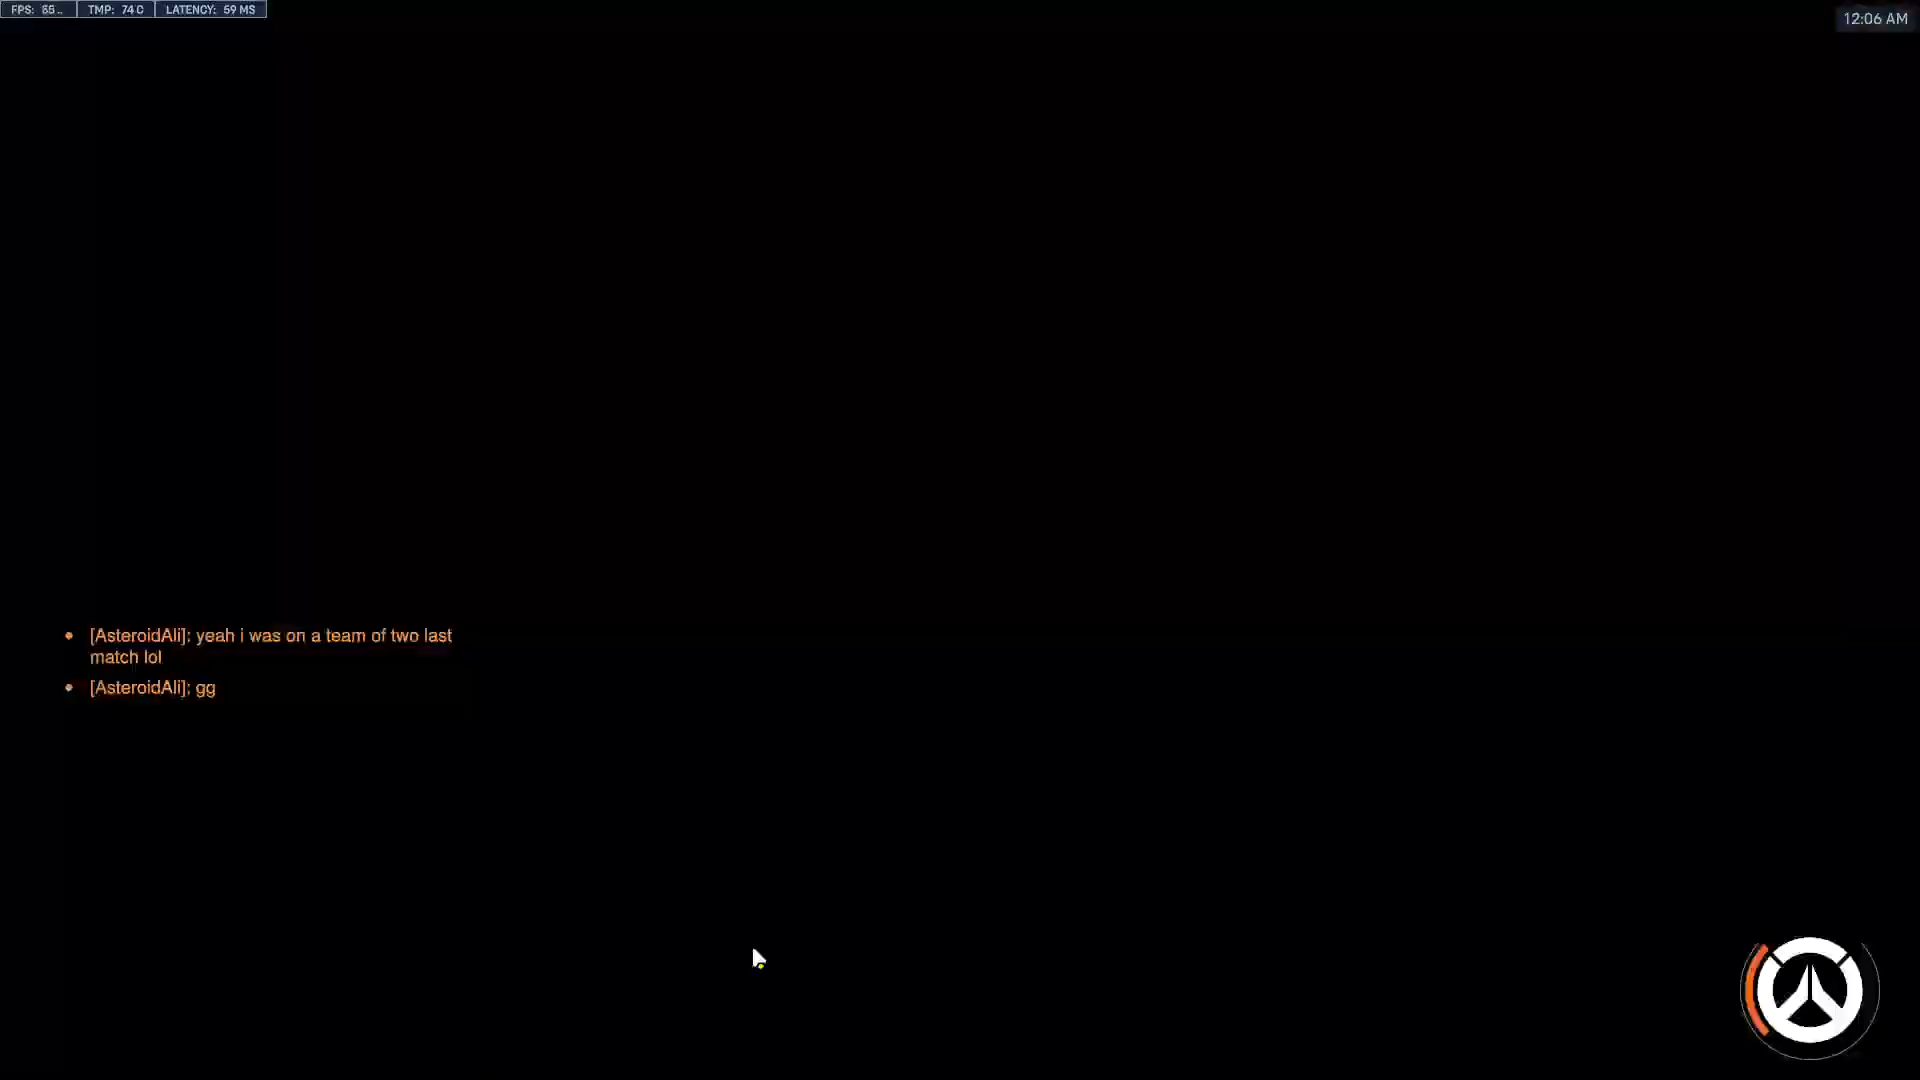 TMP: 74 C
LATENCY: 59 MS
12:06 AM
[AsteroidAli]: yeah i was on a team of two last
match lol
[AsteroidAli]: gg
FPS: